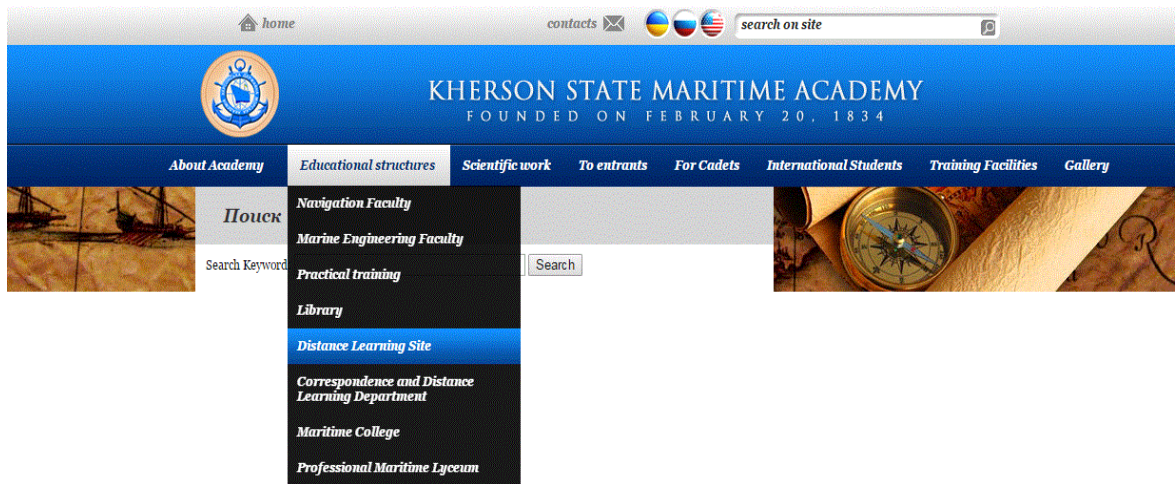 home
contacts
search on site
KHERSON STATE MARITIME ACADEMY
FOUNDED ON FEBRUARY 20, 1834
About Academy
Educational structures
Scientific work
To entrants
For Cadets
International Students
Training Facilities
Gallery
Поиск
Search Keyword
Search
Navigation Faculty
Marine Engineering Faculty
Practical training
Library
Distance Learning Site
Correspondence and Distance
Learning Department
Maritime College
Professional Maritime Lyceum